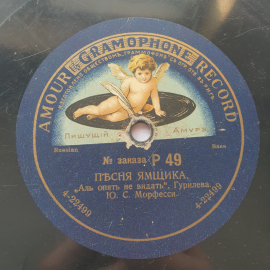 AMOUR GRAMOPHONE RECORD
Пишущій Амуръ
Russian Bass
№ заказа P 49
ПѢСНЯ ЯМЩИКА,
„Аль опять не видать", Гурилева
Ю. С. Морфесси.
4-22499 4-22499